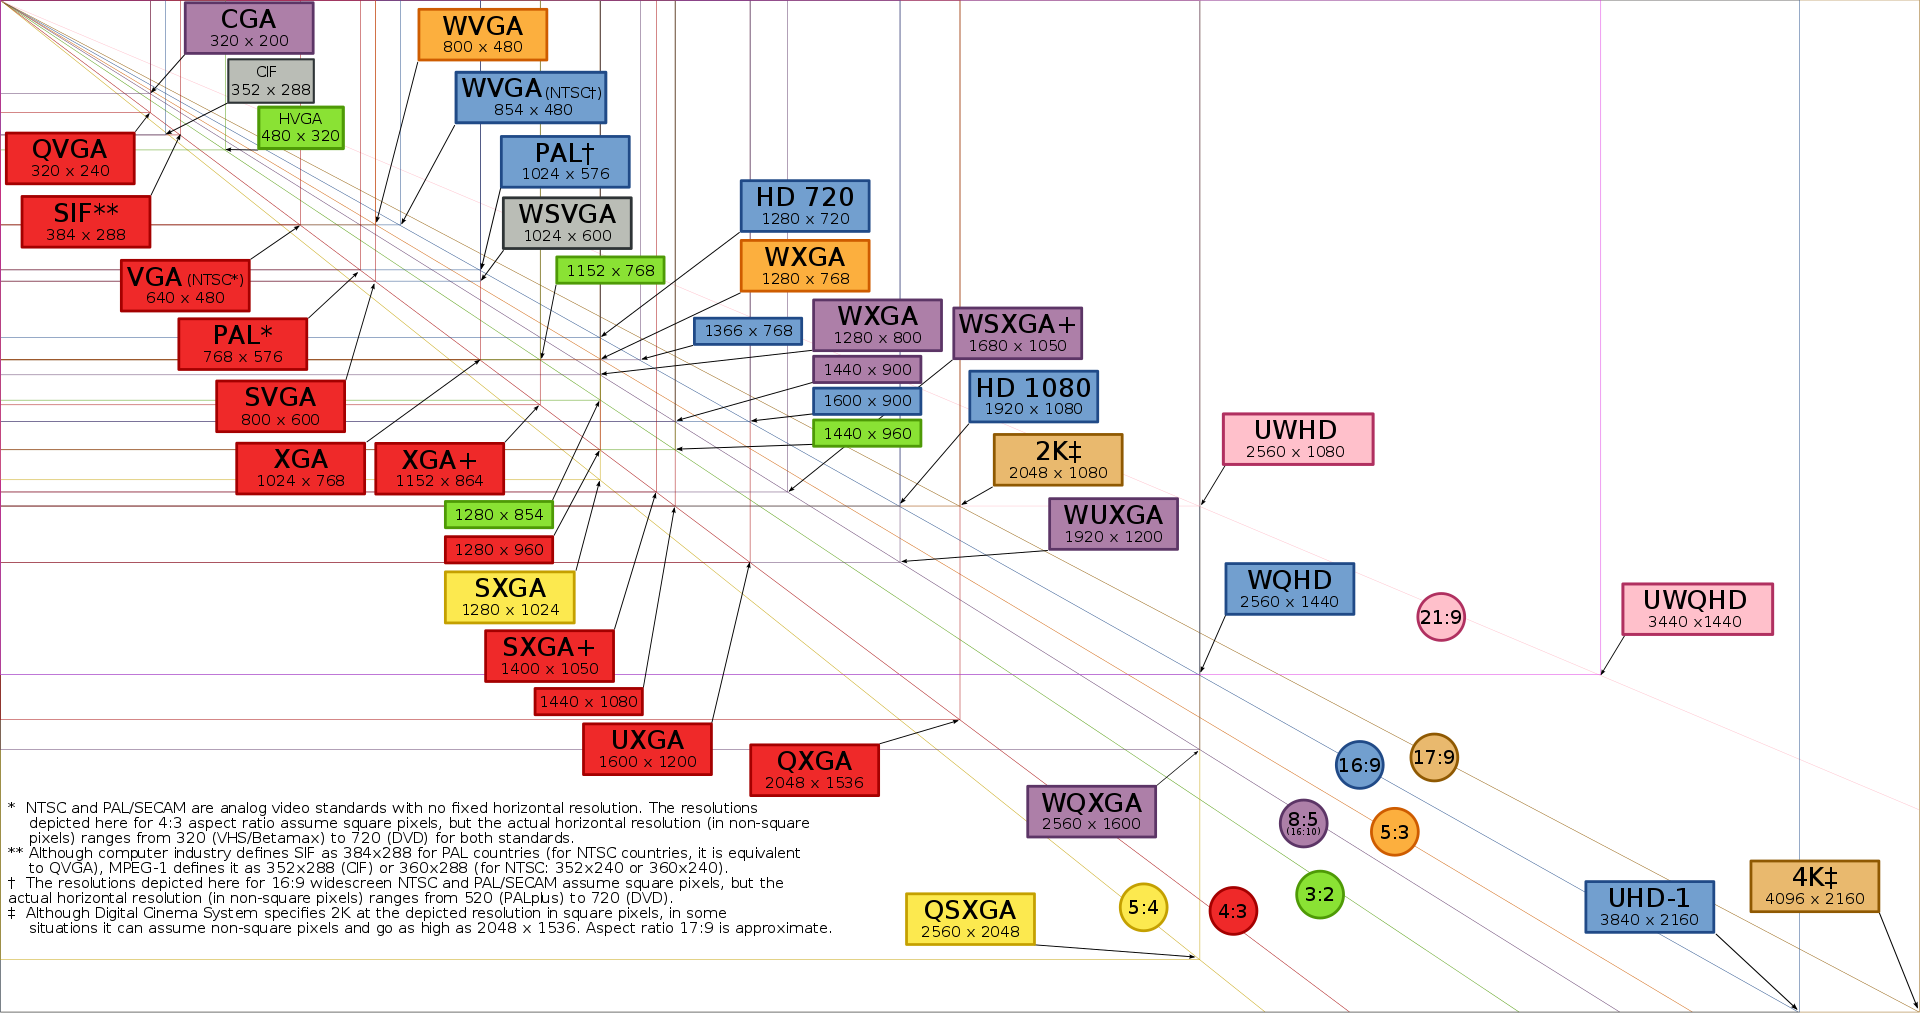 CGA
320 x 200
CIF
352 x 288
HVGA
480 x 320
QVGA
320 x 240
SIF**
384 x 288
VGA (NTSC*)
640 x 480
PAL*
768 x 576
SVGA
800 x 600
XGA
1024 x 768
XGA+
1152 x 864
1280 x 854
1280 x 960
SXGA
1280 x 1024
SXGA+
1400 x 1050
1440 x 1080
UXGA
1600 x 1200
QXGA
2048 x 1536
WVGA
800 x 480
WVGA (NTSC†)
854 x 480
PAL†
1024 x 576
WSVGA
1024 x 600
1152 x 768
HD 720
1280 x 720
WXGA
1280 x 768
1366 x 768
WXGA
1280 x 800
1440 x 900
1600 x 900
1440 x 960
WSXGA+
1680 x 1050
HD 1080
1920 x 1080
2K‡
2048 x 1080
WUXGA
1920 x 1200
UWHD
2560 x 1080
WQHD
2560 x 1440
UWQHD
3440 x1440
21:9
16:9
17:9
8:5
(16:10)
5:3
3:2
4:3
5:4
WQXGA
2560 x 1600
QSXGA
2560 x 2048
UHD-1
3840 x 2160
4K‡
4096 x 2160
* NTSC and PAL/SECAM are analog video standards with no fixed horizontal resolution. The resolutions
depicted here for 4:3 aspect ratio assume square pixels, but the actual horizontal resolution (in non-square
pixels) ranges from 320 (VHS/Betamax) to 720 (DVD) for both standards.
** Although computer industry defines SIF as 384x288 for PAL countries (for NTSC countries, it is equivalent
to QVGA), MPEG-1 defines it as 352x288 (CIF) or 360x288 (for NTSC: 352x240 or 360x240).
† The resolutions depicted here for 16:9 widescreen NTSC and PAL/SECAM assume square pixels, but the
actual horizontal resolution (in non-square pixels) ranges from 520 (PALplus) to 720 (DVD).
‡ Although Digital Cinema System specifies 2K at the depicted resolution in square pixels, in some
situations it can assume non-square pixels and go as high as 2048 x 1536. Aspect ratio 17:9 is approximate.